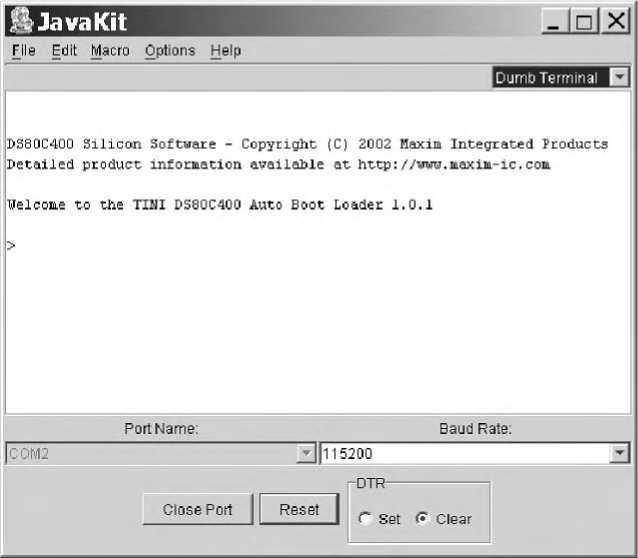 JavaKit
File Edit Macro Options Help
Dumb Terminal
DS80C400 Silicon Software - Copyright (C) 2002 Maxim Integrated Products
Detailed product information available at http://www.maxim-ic.com
Welcome to the TINI DS80C400 Auto Boot Loader 1.0.1
>
Port Name: Baud Rate:
COM2 115200
DTR
Close Port Reset Set Clear